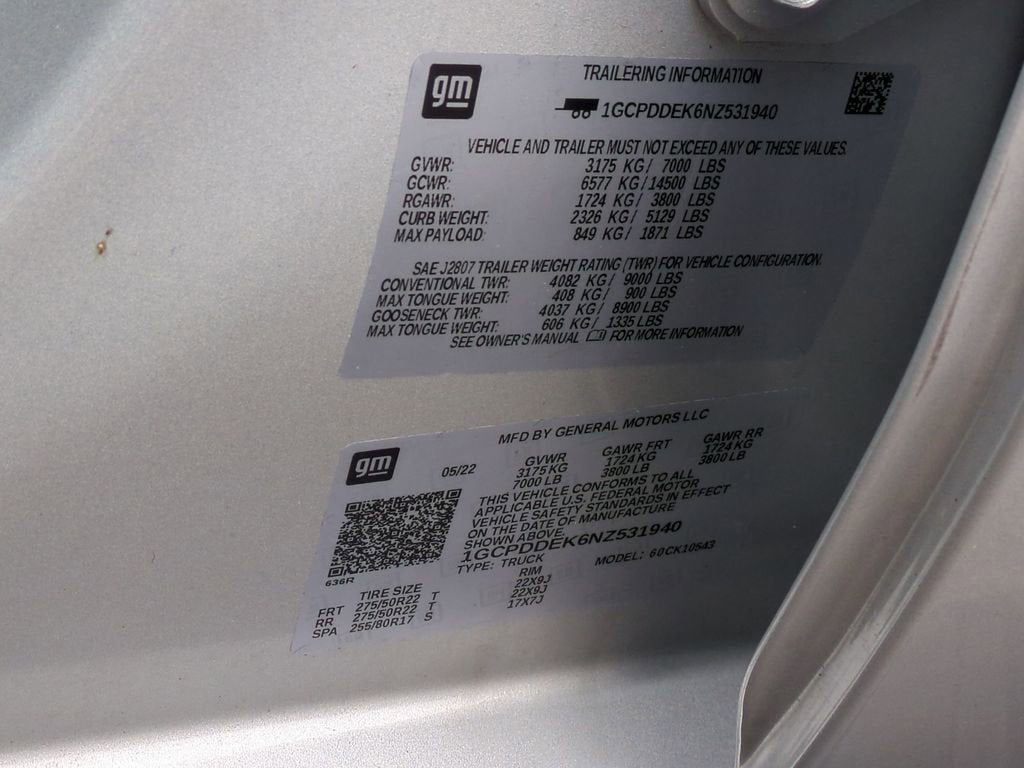 gm
TRAILERING INFORMATION
1GCPDDEK6NZ531940
VEHICLE AND TRAILER MUST NOT EXCEED ANY OF THESE VALUES.
GVWR: 3175 KG / 7000 LBS
GCWR: 6577 KG / 14500 LBS
RGAWR: 1724 KG / 3800 LBS
CURB WEIGHT: 2326 KG / 5129 LBS
MAX PAYLOAD: 849 KG / 1871 LBS
SAE J2807 TRAILER WEIGHT RATING (TWR) FOR VEHICLE CONFIGURATION.
CONVENTIONAL TWR: 4082 KG / 9000 LBS
MAX TONGUE WEIGHT: 408 KG / 900 LBS
GOOSENECK TWR: 4037 KG / 8900 LBS
MAX TONGUE WEIGHT: 606 KG / 1335 LBS
SEE OWNER'S MANUAL FOR MORE INFORMATION
gm
MFD BY GENERAL MOTORS LLC
05/22 GVWR GAWR FRT GAWR RR
3175 KG 1724 KG 1724 KG
7000 LB 3800 LB 3800 LB
THIS VEHICLE CONFORMS TO ALL
APPLICABLE U.S. FEDERAL MOTOR
VEHICLE SAFETY STANDARDS IN EFFECT
ON THE DATE OF MANUFACTURE
SHOWN ABOVE.
1GCPDDEK6NZ531940
TYPE: TRUCK MODEL: 60CK10543
636R
TIRE SIZE RIM
FRT 275/50R22 T 22X9J
RR 275/50R22 T 22X9J
SPA 255/80R17 S 17X7J